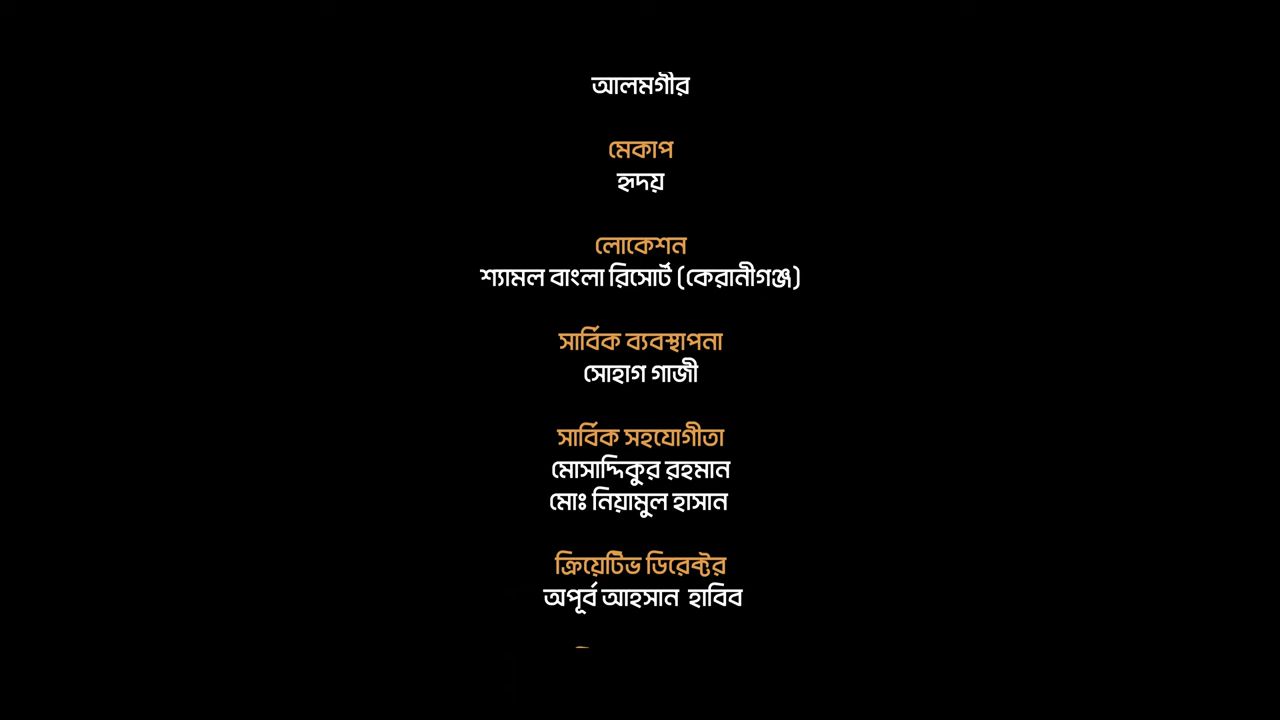 আলমগীর
মেকাপ
হৃদয়
লোকেশন
শ্যামল বাংলা রিসোর্ট (কেরানীগঞ্জ)
সার্বিক ব্যবস্থাপনা
সোহাগ গাজী
সার্বিক সহযোগীতা
মোসাদ্দিকুর রহমান
মোঃ নিয়ামুল হাসান
ক্রিয়েটিভ ডিরেক্টর
অপূর্ব আহসান হাবিব